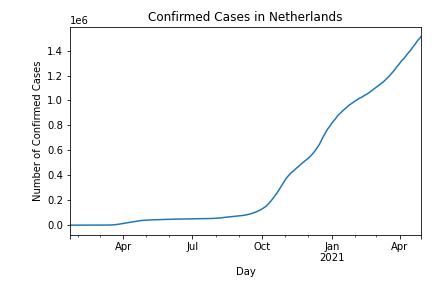 Confirmed Cases in Netherlands
1e6
Number of Confirmed Cases
1.4
1.2
1.0
0.8
0.6
0.4
0.2
0.0
Apr
Jul
Oct
Jan
2021
Apr
Day